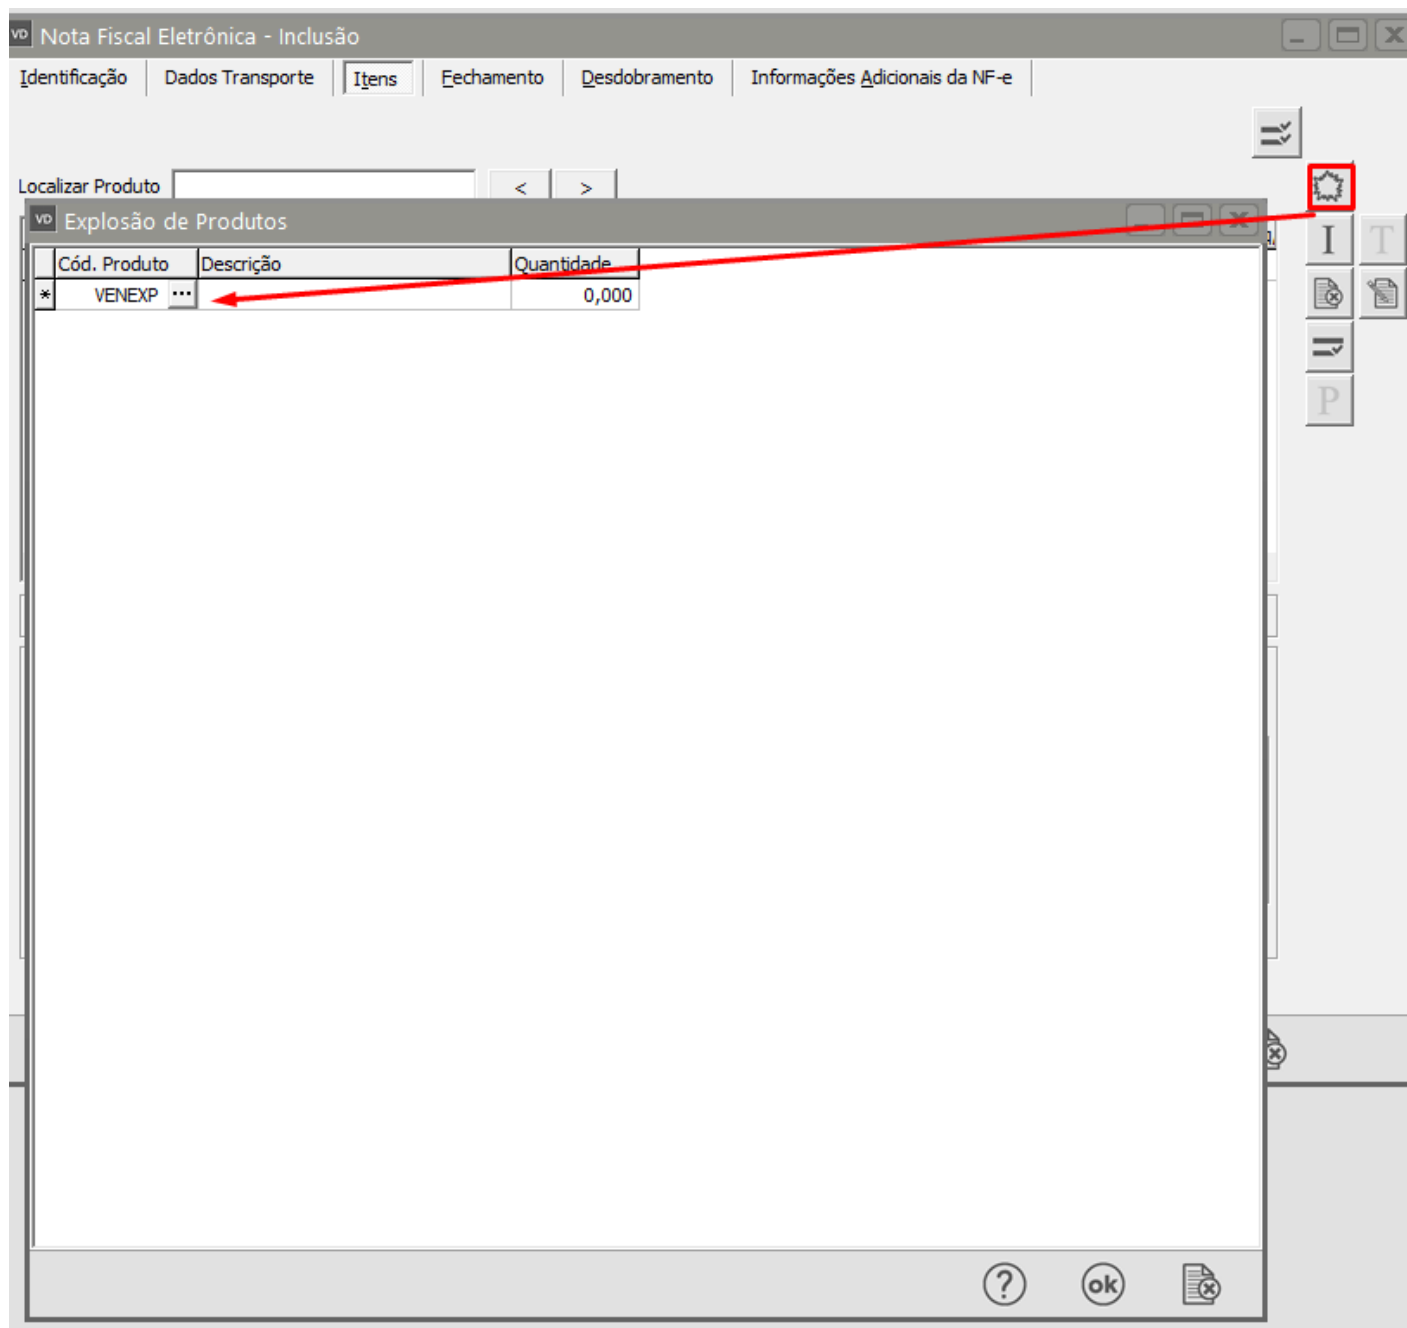 VD Nota Fiscal Eletrônica - Inclusão
Identificação Dados Transporte Itens Fechamento Desdobramento Informações Adicionais da NF-e
Localizar Produto < >
VD Explosão de Produtos
I T
Cód. Produto Descrição Quantidade
* VENEXP ... 0,000
P
? ok